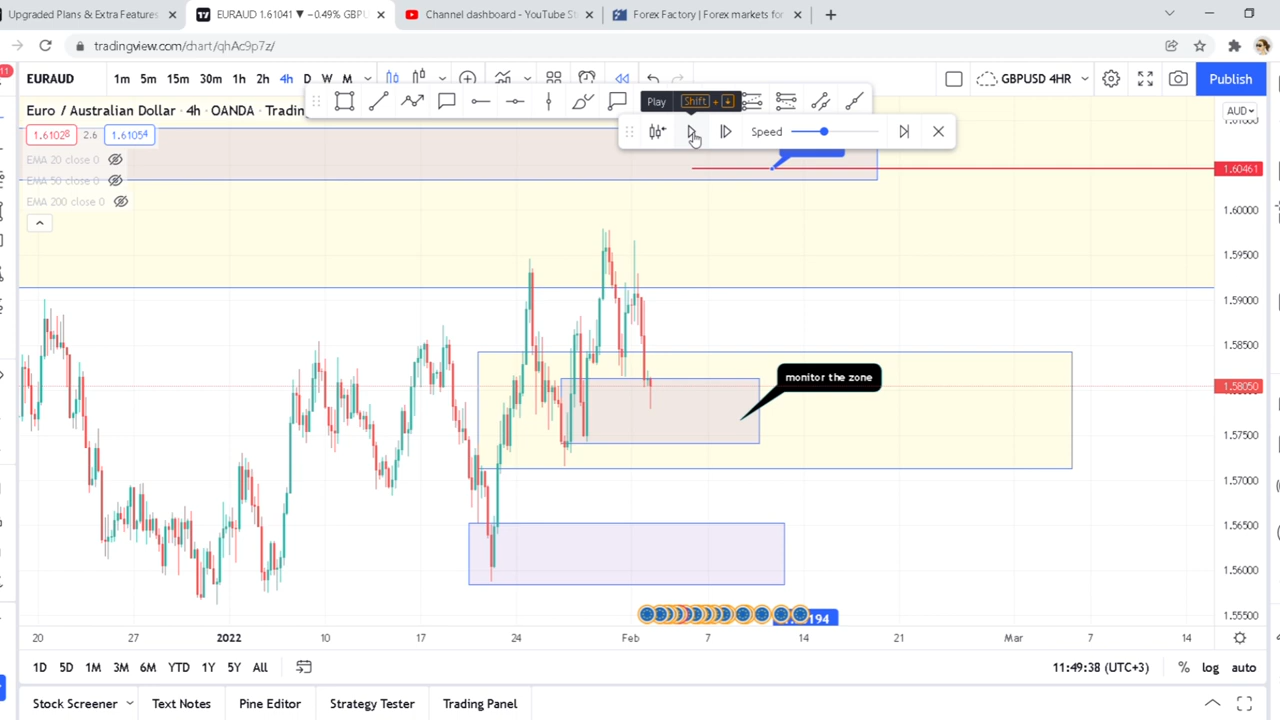 Upgraded Plans & Extra Features
EURAUD 1.61041 ▼ −0.49% GBPU
Channel dashboard - YouTube St
Forex Factory | Forex markets for
tradingview.com/chart/qhAc9p7z/
11
EURAUD
1m 5m 15m 30m 1h 2h 4h D W M
GBPUSD 4HR
Publish
Euro / Australian Dollar · 4h · OANDA · Tradin
Play Shift +
AUD
1.61028 2.6 1.61054
Speed
EMA 20 close 0
EMA 50 close 0
EMA 200 close 0
1.60461
1.60000
1.59500
1.59000
1.58500
monitor the zone
1.58050
1.57500
1.57000
1.56500
1.56000
1.55500
194
20 27 2022 10 17 24 Feb 7 14 21 Mar 7 14
1D 5D 1M 3M 6M YTD 1Y 5Y All
11:49:38 (UTC+3) % log auto
Stock Screener Text Notes Pine Editor Strategy Tester Trading Panel